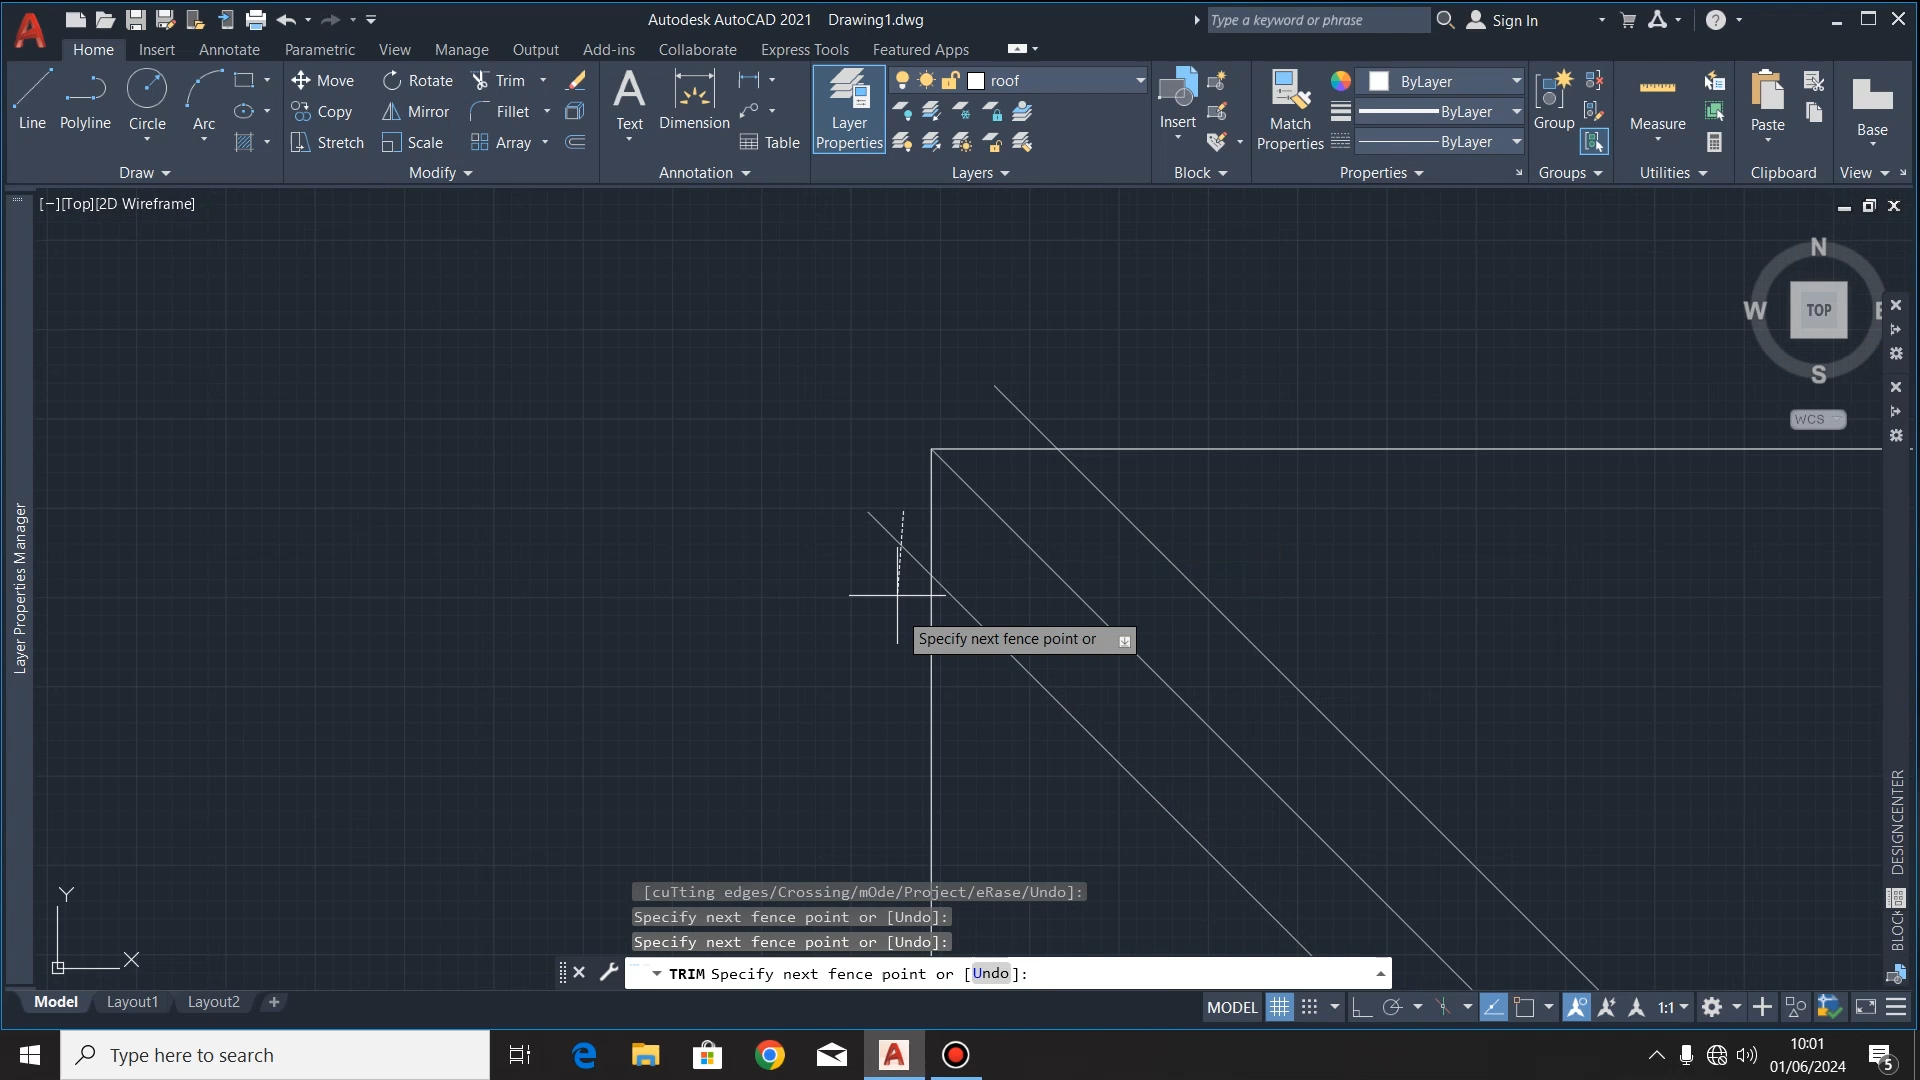 Autodesk AutoCAD 2021 Drawing1.dwg
Type a keyword or phrase
Sign In
Home Insert Annotate Parametric View Manage Output Add-ins Collaborate Express Tools Featured Apps
Line Polyline Circle Arc
Move Rotate Trim
Copy Mirror Fillet
Stretch Scale Array
Text Dimension Table
Layer Properties
roof
Insert
Match Properties
ByLayer
ByLayer
ByLayer
Group
Measure
Paste
Base
Draw Modify Annotation Layers Block Properties Groups Utilities Clipboard View
[−][Top][2D Wireframe]
N
W TOP E
S
WCS
Layer Properties Manager
Specify next fence point or
DESIGNCENTER
Y
X
[cuTting edges/Crossing/mOde/Project/eRase/Undo]:
Specify next fence point or [Undo]:
Specify next fence point or [Undo]:
TRIM Specify next fence point or [Undo]:
Model Layout1 Layout2 +
MODEL 1:1
Type here to search
10:01
01/06/2024
5